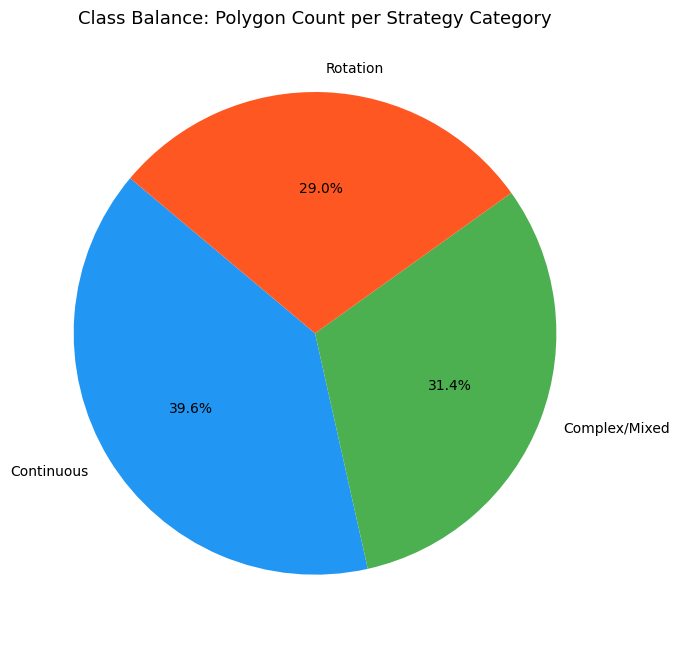 Class Balance: Polygon Count per Strategy Category
Rotation
29.0%
31.4%
39.6%
Complex/Mixed
Continuous